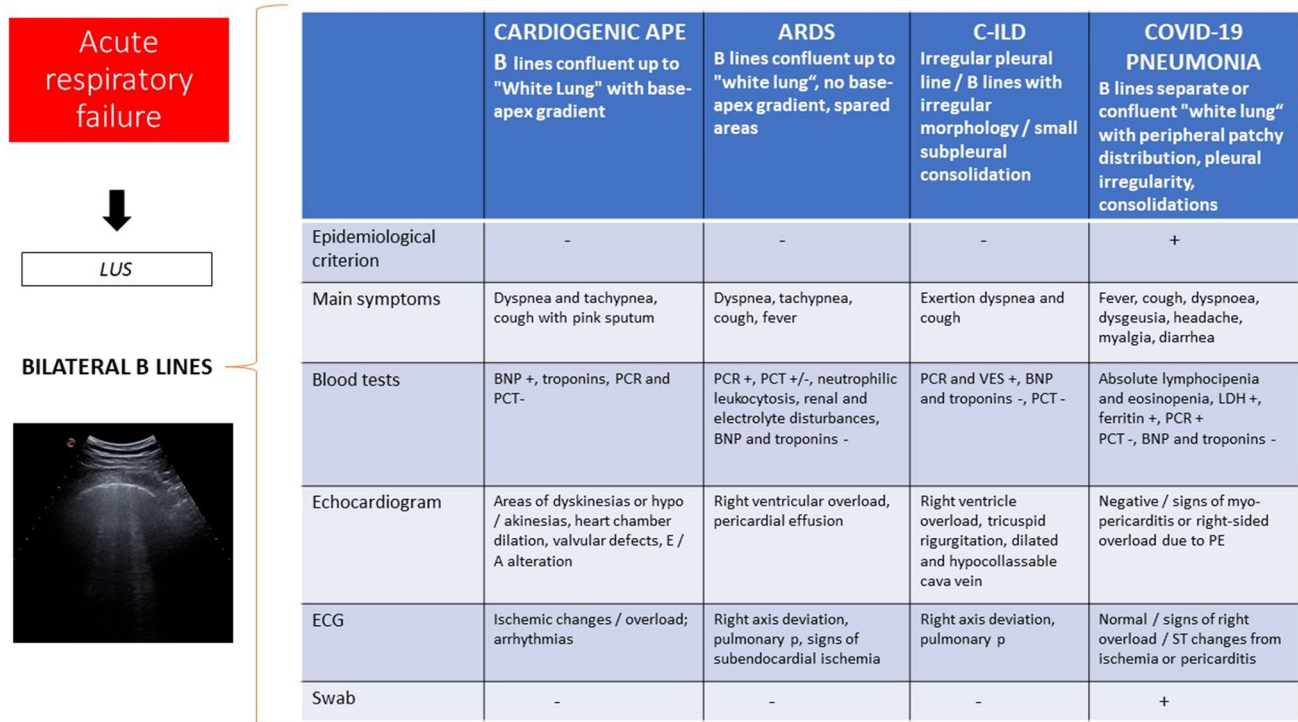 Acute
respiratory
failure
LUS
BILATERAL B LINES
CARDIOGENIC APE
B lines confluent up to
"White Lung" with base-
apex gradient
ARDS
B lines confluent up to
"white lung“, no base-
apex gradient, spared
areas
C-ILD
Irregular pleural
line / B lines with
irregular
morphology / small
subpleural
consolidation
COVID-19
PNEUMONIA
B lines separate or
confluent "white lung“
with peripheral patchy
distribution, pleural
irregularity,
consolidations
Epidemiological
criterion
-
-
-
+
Main symptoms
Dyspnea and tachypnea,
cough with pink sputum
Dyspnea, tachypnea,
cough, fever
Exertion dyspnea and
cough
Fever, cough, dyspnoea,
dysgeusia, headache,
myalgia, diarrhea
Blood tests
BNP +, troponins, PCR and
PCT-
PCR +, PCT +/-, neutrophilic
leukocytosis, renal and
electrolyte disturbances,
BNP and troponins -
PCR and VES +, BNP
and troponins -, PCT -
Absolute lymphocipenia
and eosinopenia, LDH +,
ferritin +, PCR +
PCT -, BNP and troponins -
Echocardiogram
Areas of dyskinesias or hypo
/ akinesias, heart chamber
dilation, valvular defects, E /
A alteration
Right ventricular overload,
pericardial effusion
Right ventricle
overload, tricuspid
rigurgitation, dilated
and hypocollassable
cava vein
Negative / signs of myo-
pericarditis or right-sided
overload due to PE
ECG
Ischemic changes / overload;
arrhythmias
Right axis deviation,
pulmonary p, signs of
subendocardial ischemia
Right axis deviation,
pulmonary p
Normal / signs of right
overload / ST changes from
ischemia or pericarditis
Swab
-
-
-
+